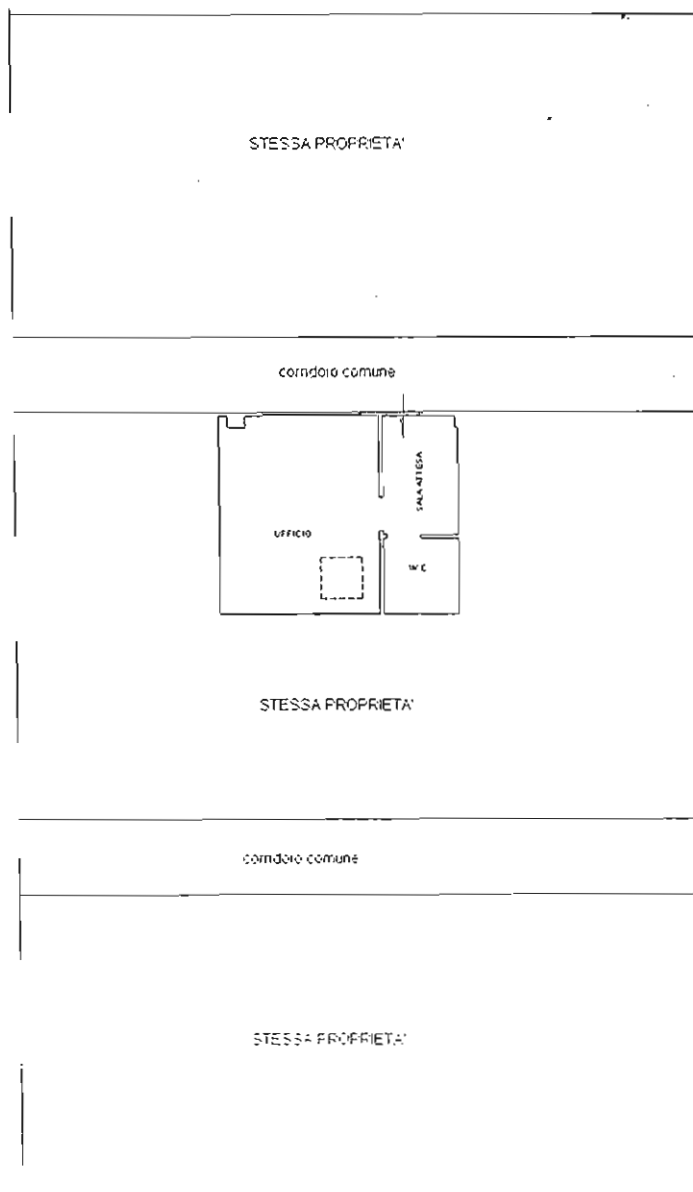 STESSA PROPRIETA'
corridoio comune
SALA ATTESA
UFFICIO
W.C.
STESSA PROPRIETA'
corridoio comune
STESSA PROPRIETA'